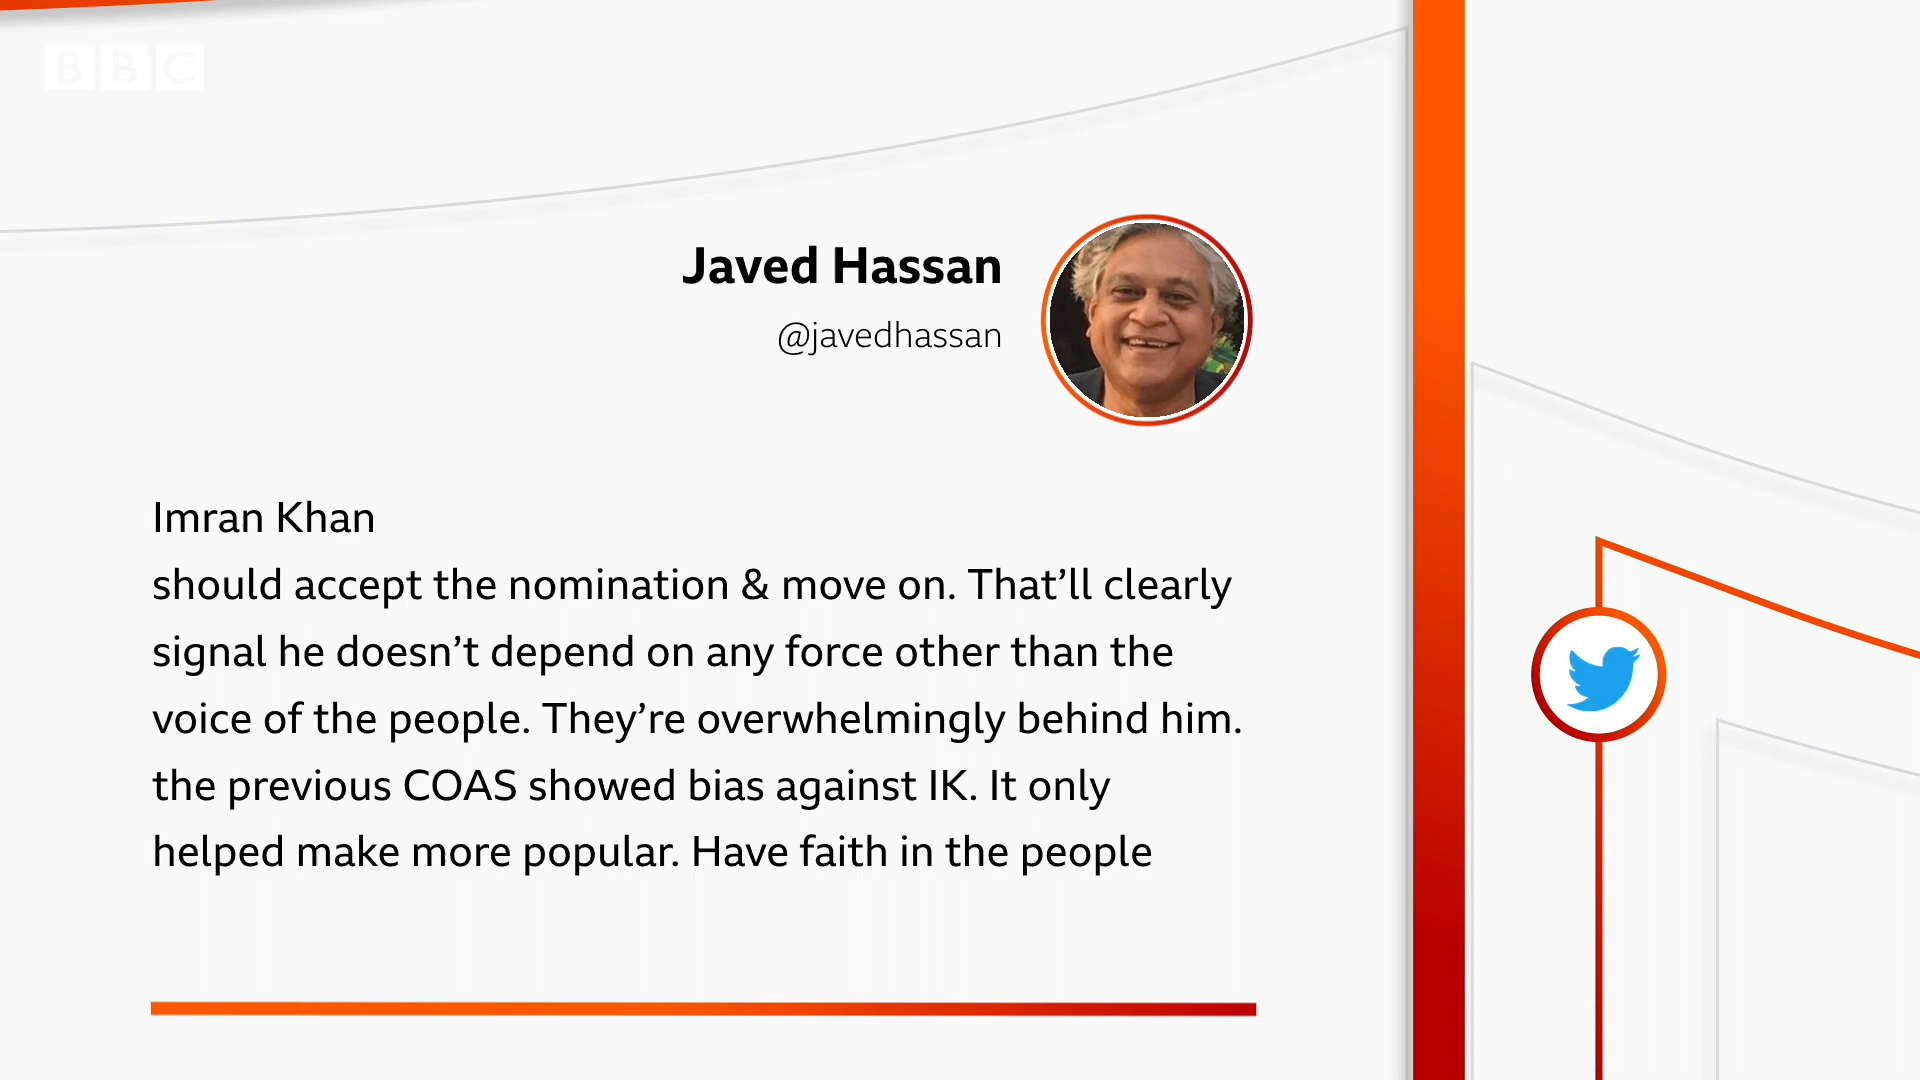 BBC
Javed Hassan
@javedhassan
Imran Khan
should accept the nomination & move on. That’ll clearly
signal he doesn’t depend on any force other than the
voice of the people. They’re overwhelmingly behind him.
the previous COAS showed bias against IK. It only
helped make more popular. Have faith in the people